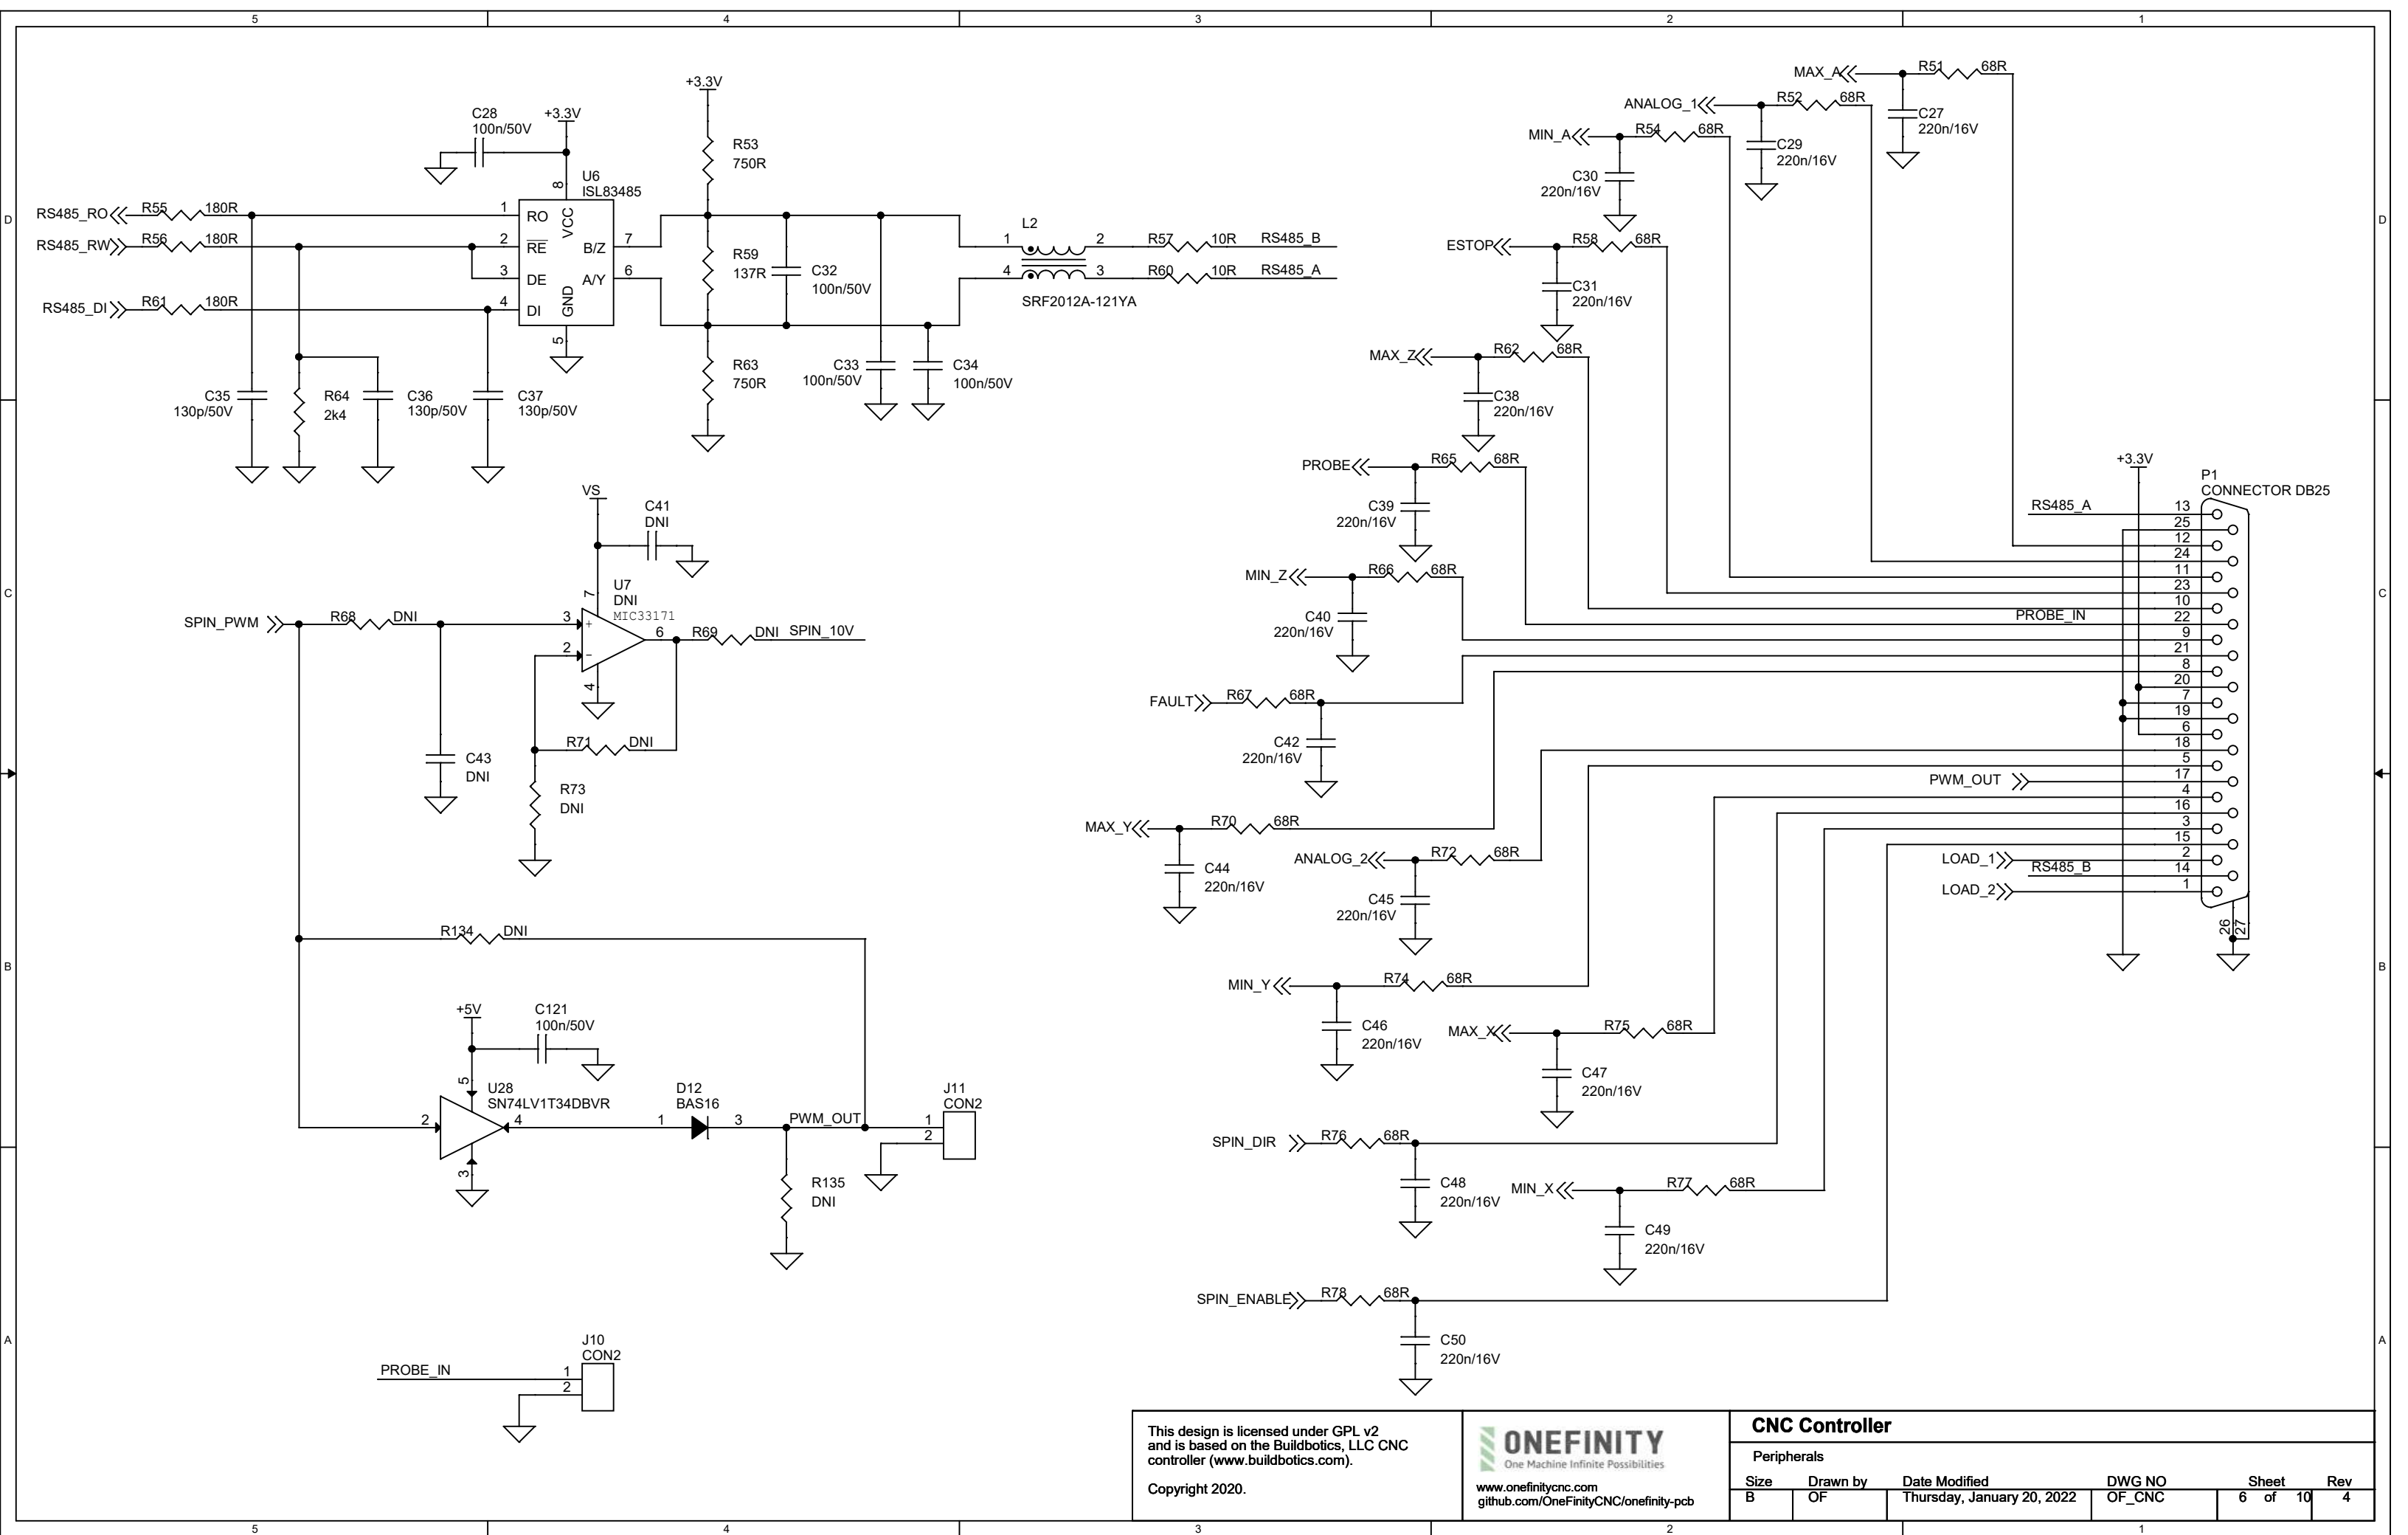 5 4 3 2 1
D
C
B
A
+3.3V
C28
100n/50V
+3.3V
R53
750R
U6
ISL83485
8
RS485_RO R55 180R 1 RO
VCC
RS485_RW R56 180R 2 RE
B/Z 7
R59
137R
C32
100n/50V
3 DE
A/Y 6
RS485_DI R61 180R 4 DI
GND
5
L2
1 2 R57 10R RS485_B
4 3 R60 10R RS485_A
SRF2012A-121YA
C35
130p/50V
R64
2k4
C36
130p/50V
C37
130p/50V
R63
750R
C33
100n/50V
C34
100n/50V
MAX_A R51 68R
C27
220n/16V
ANALOG_1 R52 68R
C29
220n/16V
MIN_A R54 68R
C30
220n/16V
ESTOP R58 68R
C31
220n/16V
MAX_Z R62 68R
C38
220n/16V
PROBE R65 68R
C39
220n/16V
MIN_Z R66 68R
C40
220n/16V
FAULT R67 68R
C42
220n/16V
MAX_Y R70 68R
C44
220n/16V
ANALOG_2 R72 68R
C45
220n/16V
MIN_Y R74 68R
C46
220n/16V
MAX_X R75 68R
C47
220n/16V
SPIN_DIR R76 68R
C48
220n/16V
MIN_X R77 68R
C49
220n/16V
SPIN_ENABLE R78 68R
C50
220n/16V
+3.3V
P1
CONNECTOR DB25
RS485_A 13
25
12
24
11
23
10
PROBE_IN 22
9
21
8
20
7
19
6
18
5
PWM_OUT 17
4
16
3
15
LOAD_1 2
RS485_B 14
LOAD_2 1
26
27
VS
C41
DNI
U7
DNI
MIC33171
7
SPIN_PWM R68 DNI 3 +
6 R69 DNI SPIN_10V
2 −
4
R71 DNI
C43
DNI
R73
DNI
R134 DNI
+5V
C121
100n/50V
5
U28
SN74LV1T34DBVR
2 4
3
D12
BAS16
1 3 PWM_OUT
J11
CON2
1
2
R135
DNI
J10
CON2
PROBE_IN 1
2
This design is licensed under GPL v2
and is based on the Buildbotics, LLC CNC
controller (www.buildbotics.com).
Copyright 2020.
ONEFINITY
One Machine Infinite Possibilities
www.onefinitycnc.com
github.com/OneFinityCNC/onefinity-pcb
CNC Controller
Peripherals
Size Drawn by Date Modified DWG NO Sheet Rev
B OF Thursday, January 20, 2022 OF_CNC 6 of 10 4
D
C
B
A
5 4 3 2 1